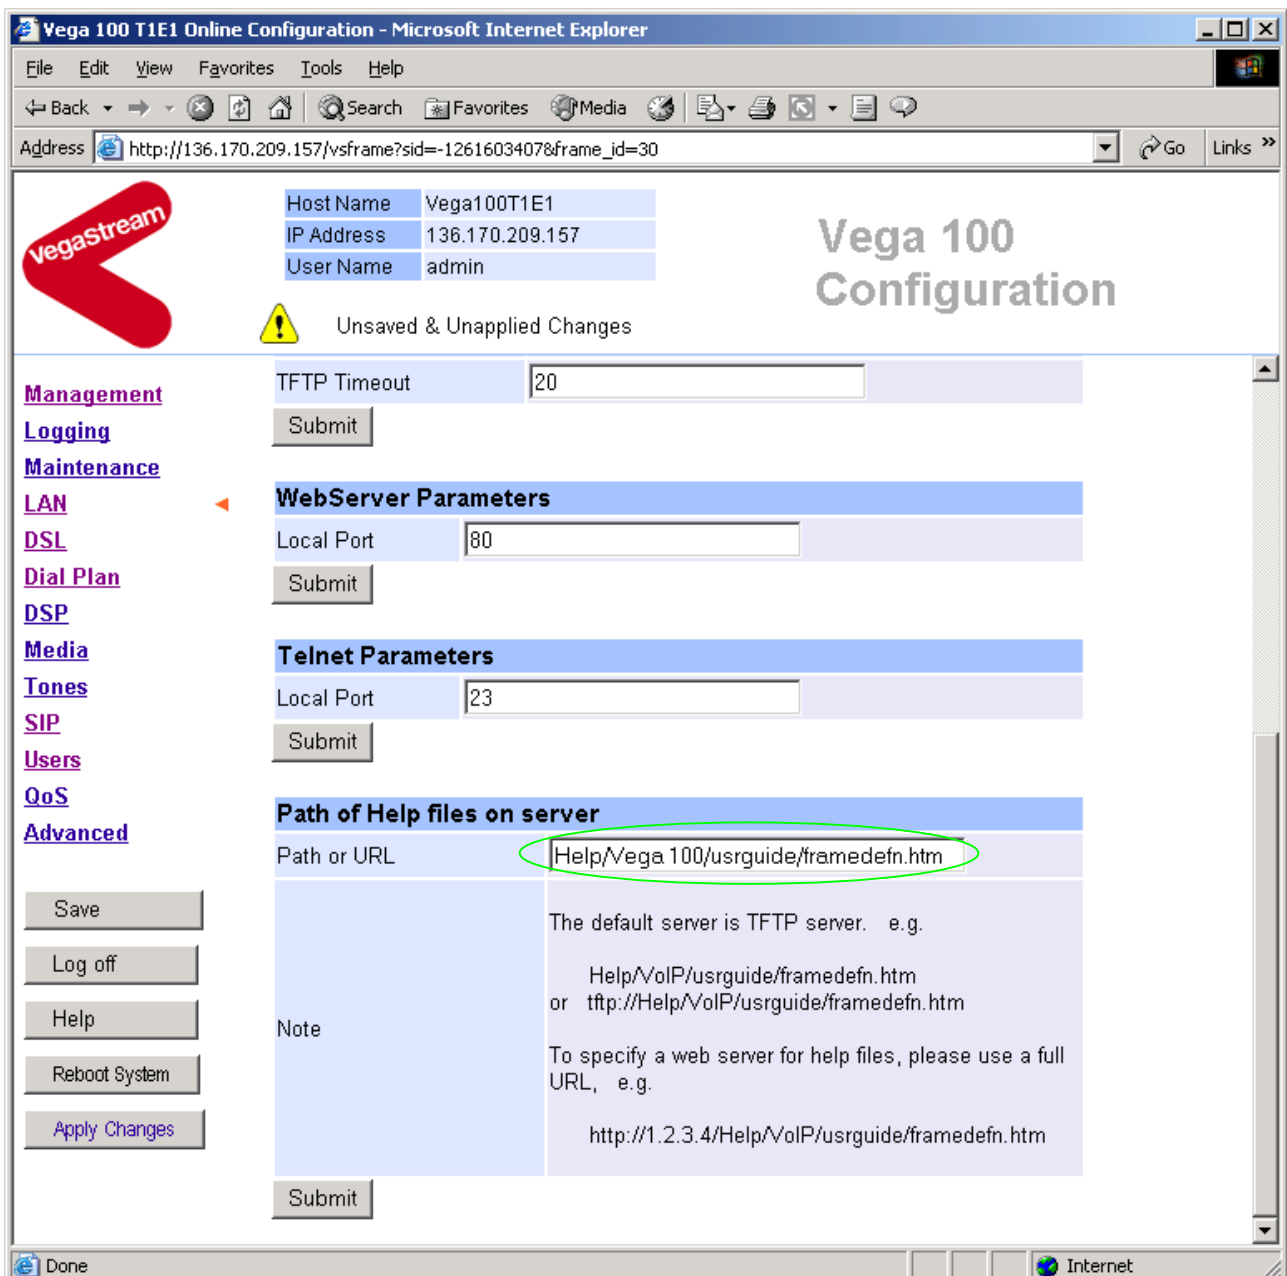 Vega 100 T1E1 Online Configuration - Microsoft Internet Explorer
File Edit View Favorites Tools Help
Back Search Favorites Media
Address http://136.170.209.157/vsframe?sid=-1261603407&frame_id=30 Go Links »
vegastream
Host Name Vega100T1E1
IP Address 136.170.209.157
User Name admin
Vega 100
Configuration
Unsaved & Unapplied Changes
Management
Logging
Maintenance
LAN
DSL
Dial Plan
DSP
Media
Tones
SIP
Users
QoS
Advanced
Save
Log off
Help
Reboot System
Apply Changes
TFTP Timeout 20
Submit
WebServer Parameters
Local Port 80
Submit
Telnet Parameters
Local Port 23
Submit
Path of Help files on server
Path or URL Help/Vega 100/usrguide/framedefn.htm
Note
The default server is TFTP server. e.g.
Help/VoIP/usrguide/framedefn.htm
or tftp://Help/VoIP/usrguide/framedefn.htm
To specify a web server for help files, please use a full
URL, e.g.
http://1.2.3.4/Help/VoIP/usrguide/framedefn.htm
Submit
Done Internet